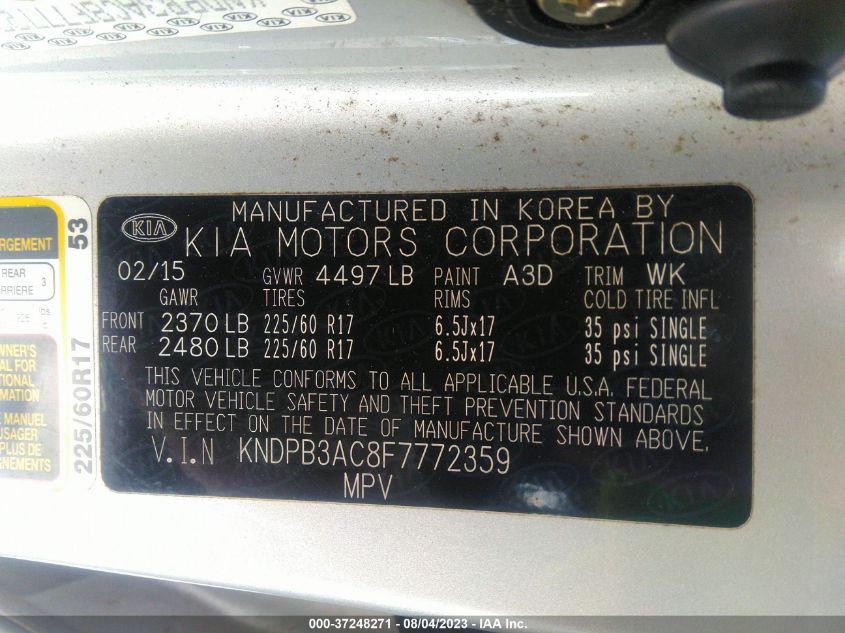 MANUFACTURED IN KOREA BY
KIA KIA MOTORS CORPORATION
02/15 GVWR 4497 LB PAINT A3D TRIM WK
GAWR TIRES RIMS COLD TIRE INFL
FRONT 2370 LB 225/60 R17 6.5Jx17 35 psi SINGLE
REAR 2480 LB 225/60 R17 6.5Jx17 35 psi SINGLE
THIS VEHICLE CONFORMS TO ALL APPLICABLE U.S.A. FEDERAL
MOTOR VEHICLE SAFETY AND THEFT PREVENTION STANDARDS
IN EFFECT ON THE DATE OF MANUFACTURE SHOWN ABOVE.
V.I.N KNDPB3AC8F7772359
MPV
53
225/60R17
REAR
3
MANUEL
000-37248271 - 08/04/2023 - IAA Inc.